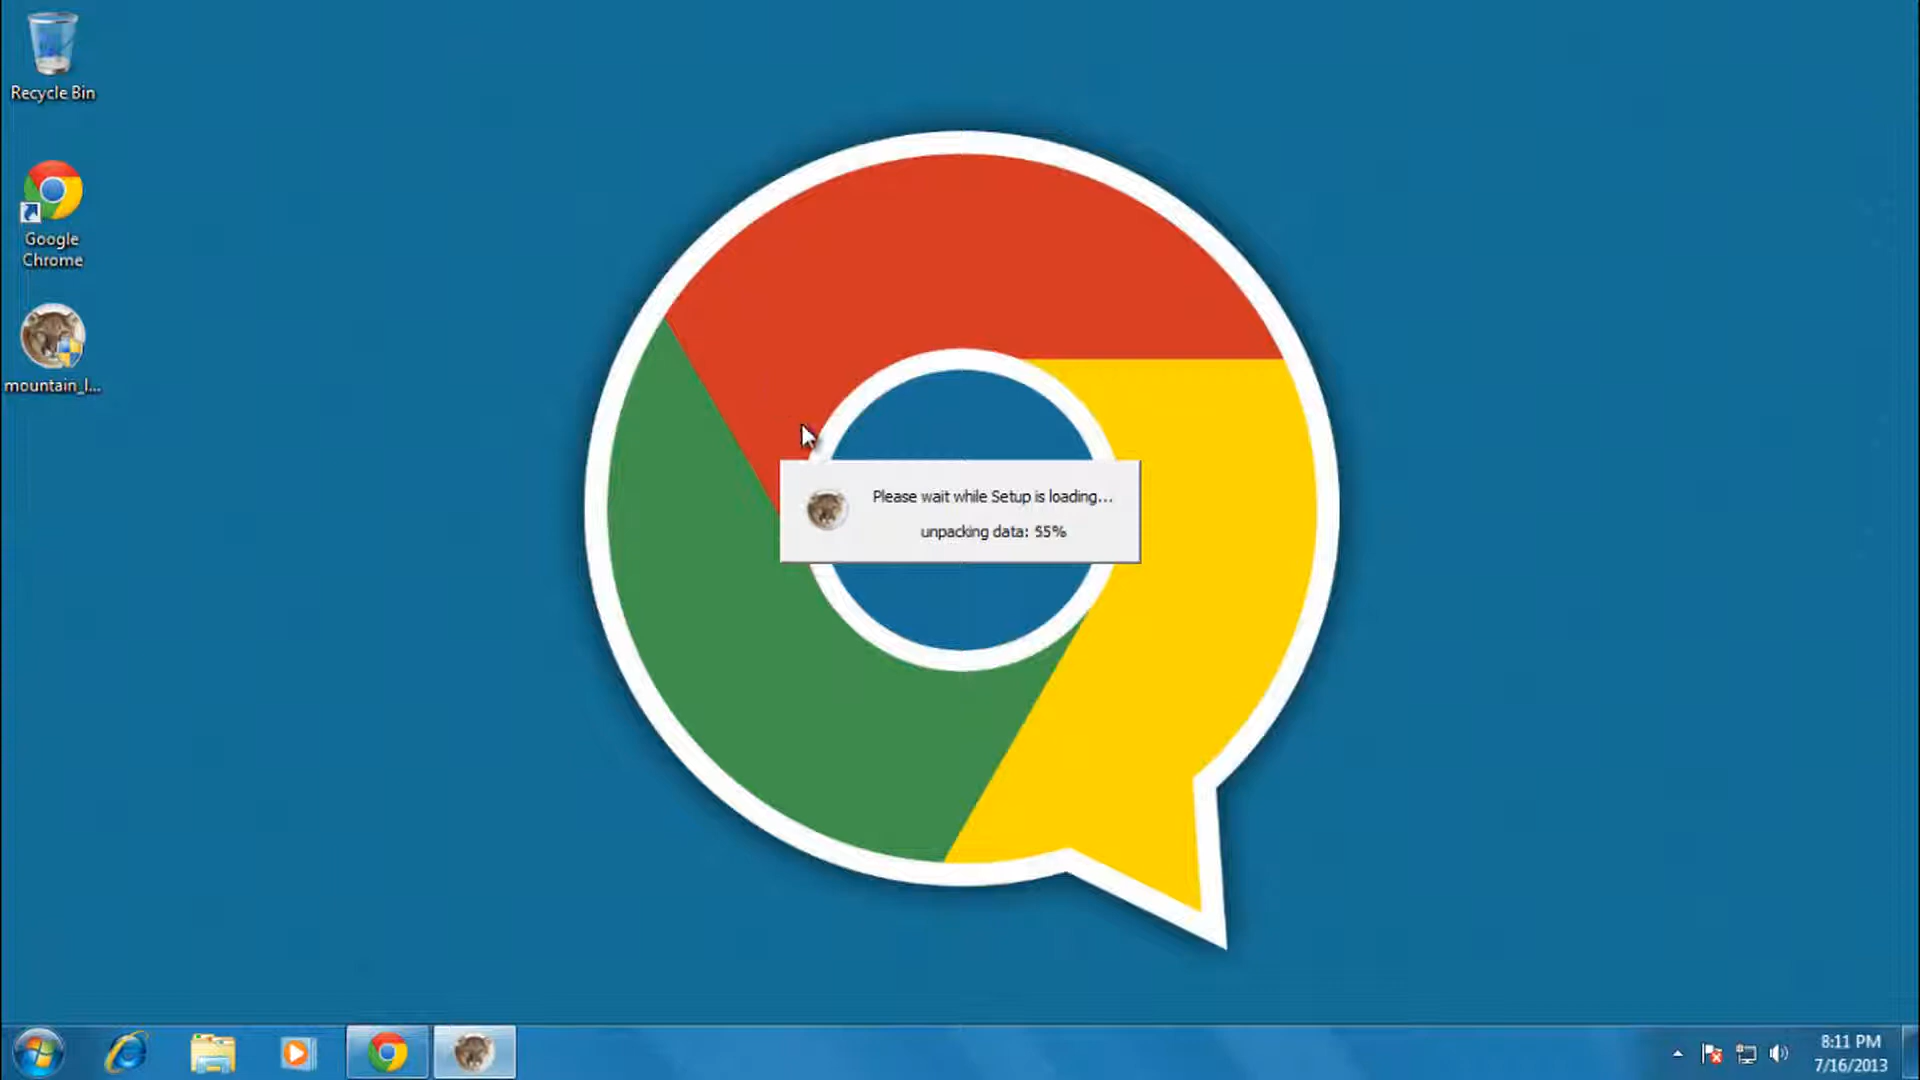 Recycle Bin
Google
Chrome
mountain_l...
Please wait while Setup is loading...
unpacking data: 55%
8:11 PM
7/16/2013